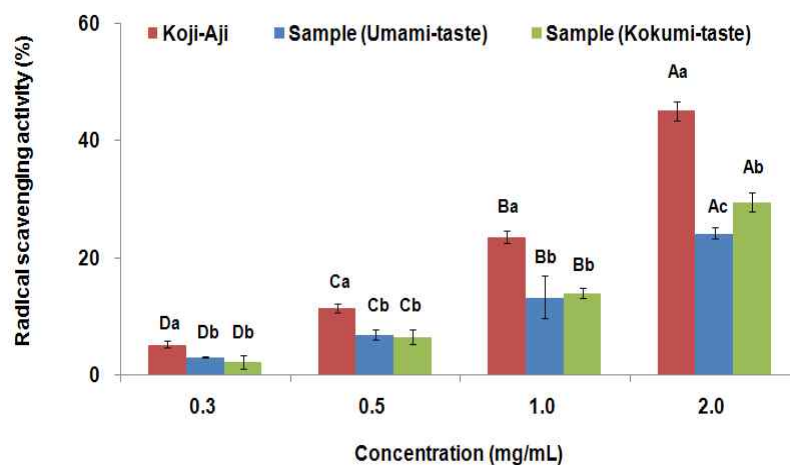 60
Koji-Aji Sample (Umami-taste) Sample (Kokumi-taste)
Radical scavenging activity (%)
Aa
40
Ab
Ba
Ac
20
Bb Bb
Ca
Cb Cb
Da Db Db
0
0.3 0.5 1.0 2.0
Concentration (mg/mL)